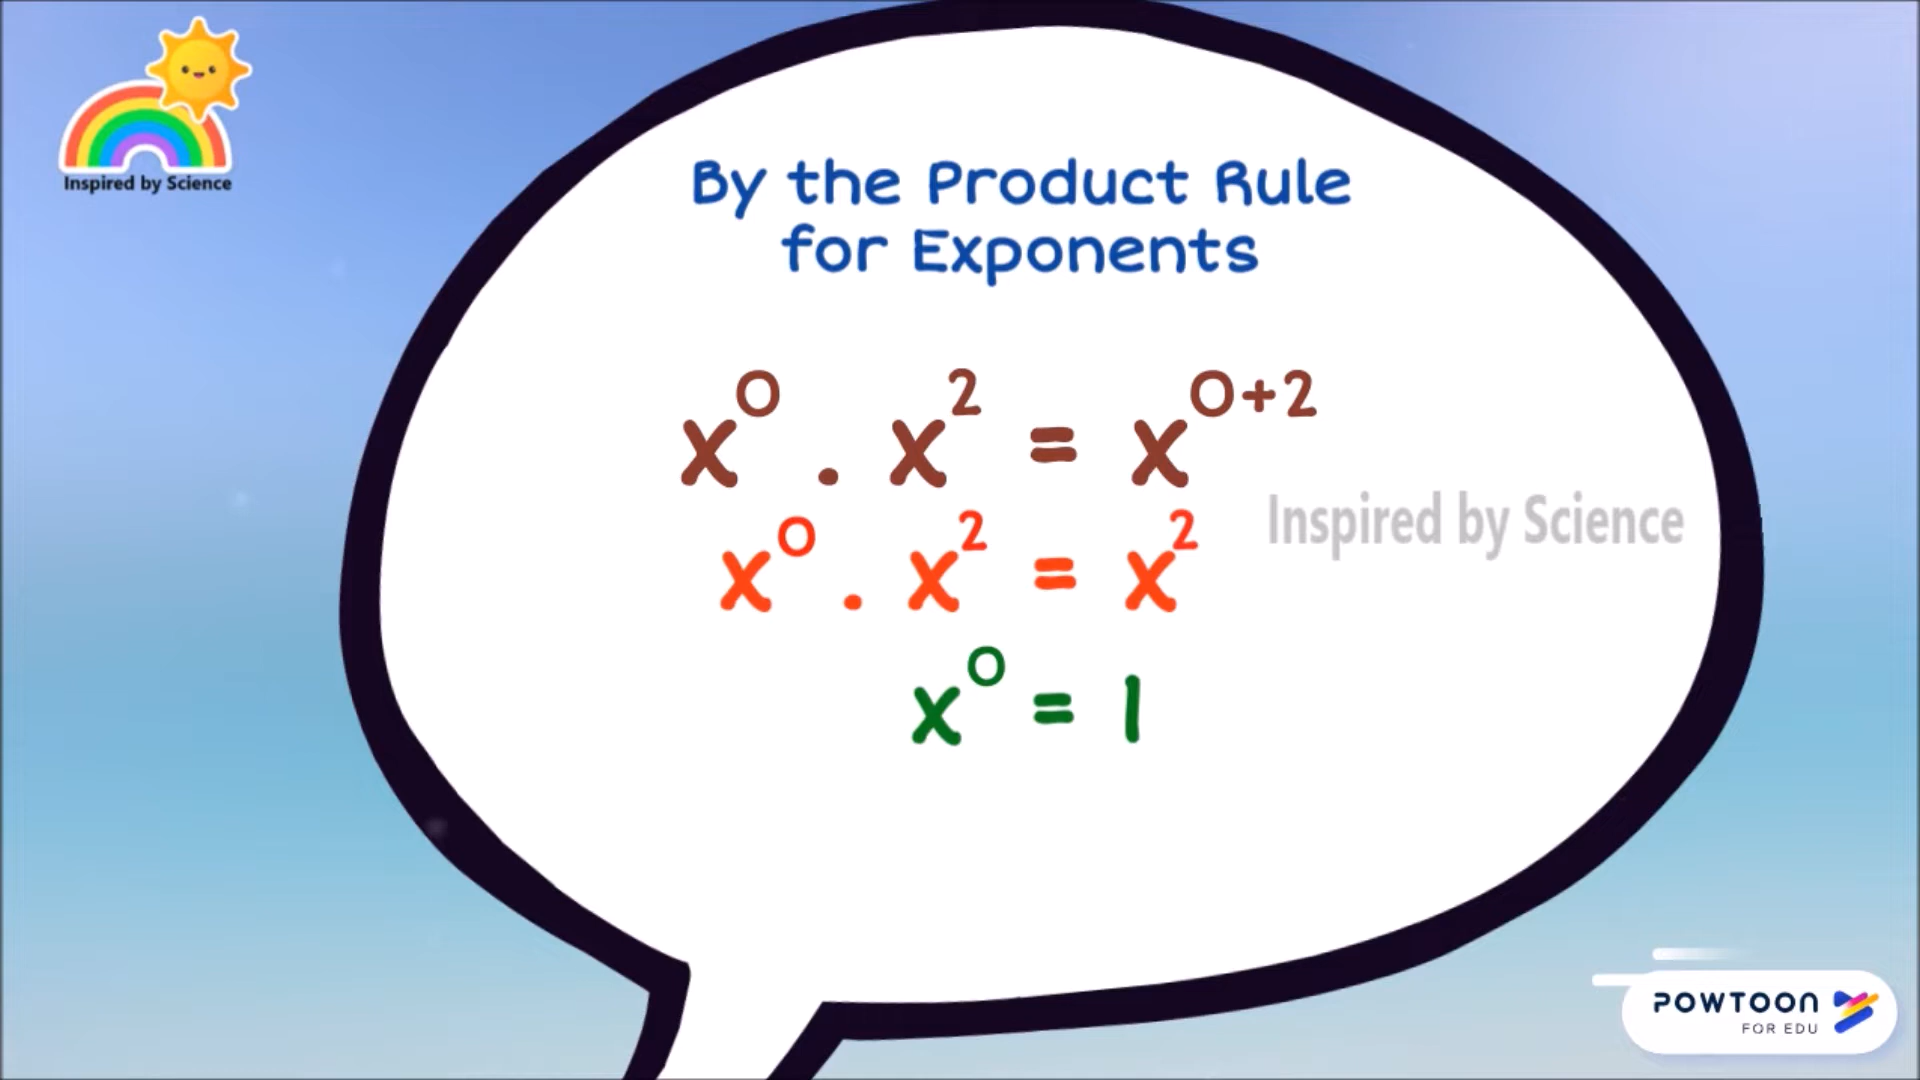 Inspired by Science
By the Product Rule
for Exponents
x⁰ . x² = x⁰⁺²
Inspired by Science
x⁰ . x² = x²
x⁰ = 1
POWTOON
FOR EDU